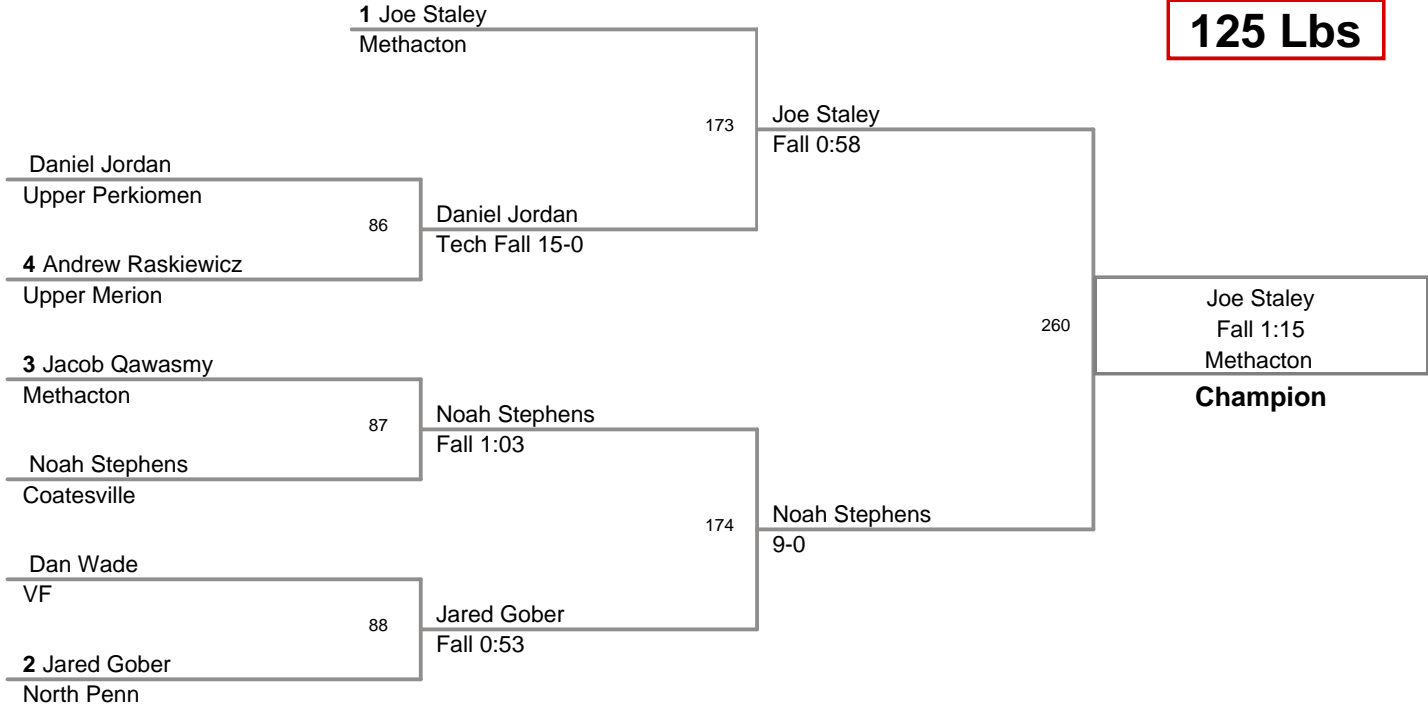 1 Joe Staley
Methacton
125 Lbs
173
Joe Staley
Fall 0:58
Daniel Jordan
Upper Perkiomen
86
Daniel Jordan
Tech Fall 15-0
4 Andrew Raskiewicz
Upper Merion
260
Joe Staley
Fall 1:15
Methacton
Champion
3 Jacob Qawasmy
Methacton
87
Noah Stephens
Fall 1:03
Noah Stephens
Coatesville
174
Noah Stephens
9-0
Dan Wade
VF
88
Jared Gober
Fall 0:53
2 Jared Gober
North Penn